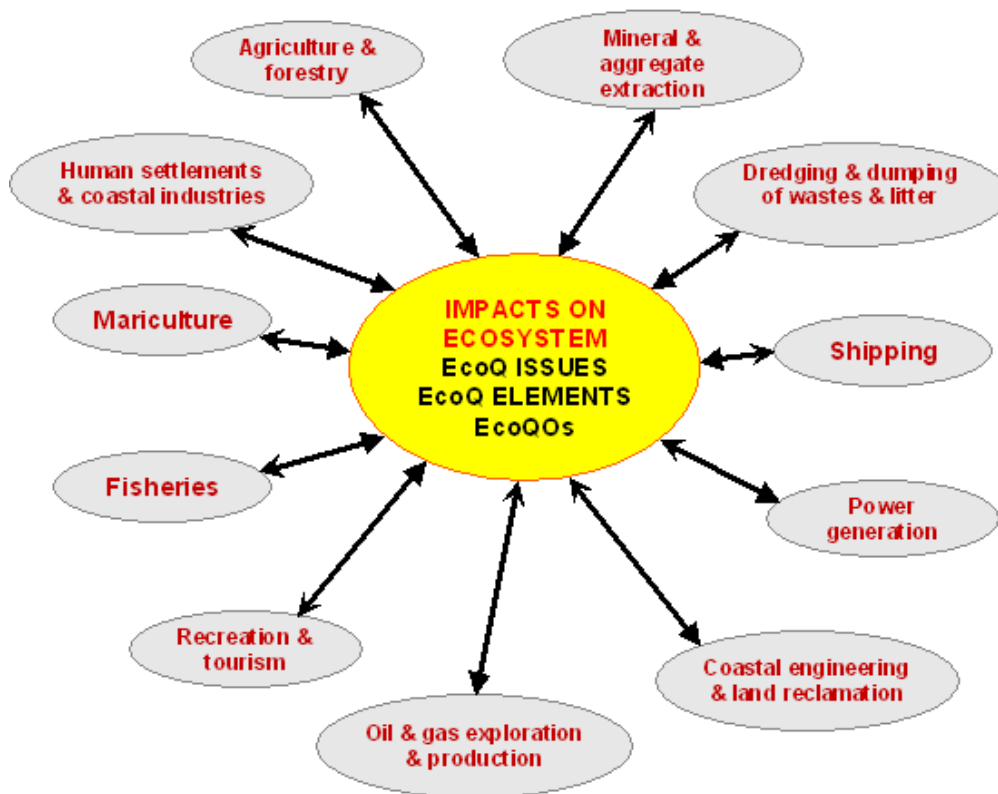 Agriculture &
forestry
Mineral &
aggregate
extraction
Human settlements
& coastal industries
Dredging & dumping
of wastes & litter
Mariculture
IMPACTS ON
ECOSYSTEM
EcoQ ISSUES
EcoQ ELEMENTS
EcoQOs
Shipping
Fisheries
Power
generation
Recreation &
tourism
Coastal engineering
& land reclamation
Oil & gas exploration
& production